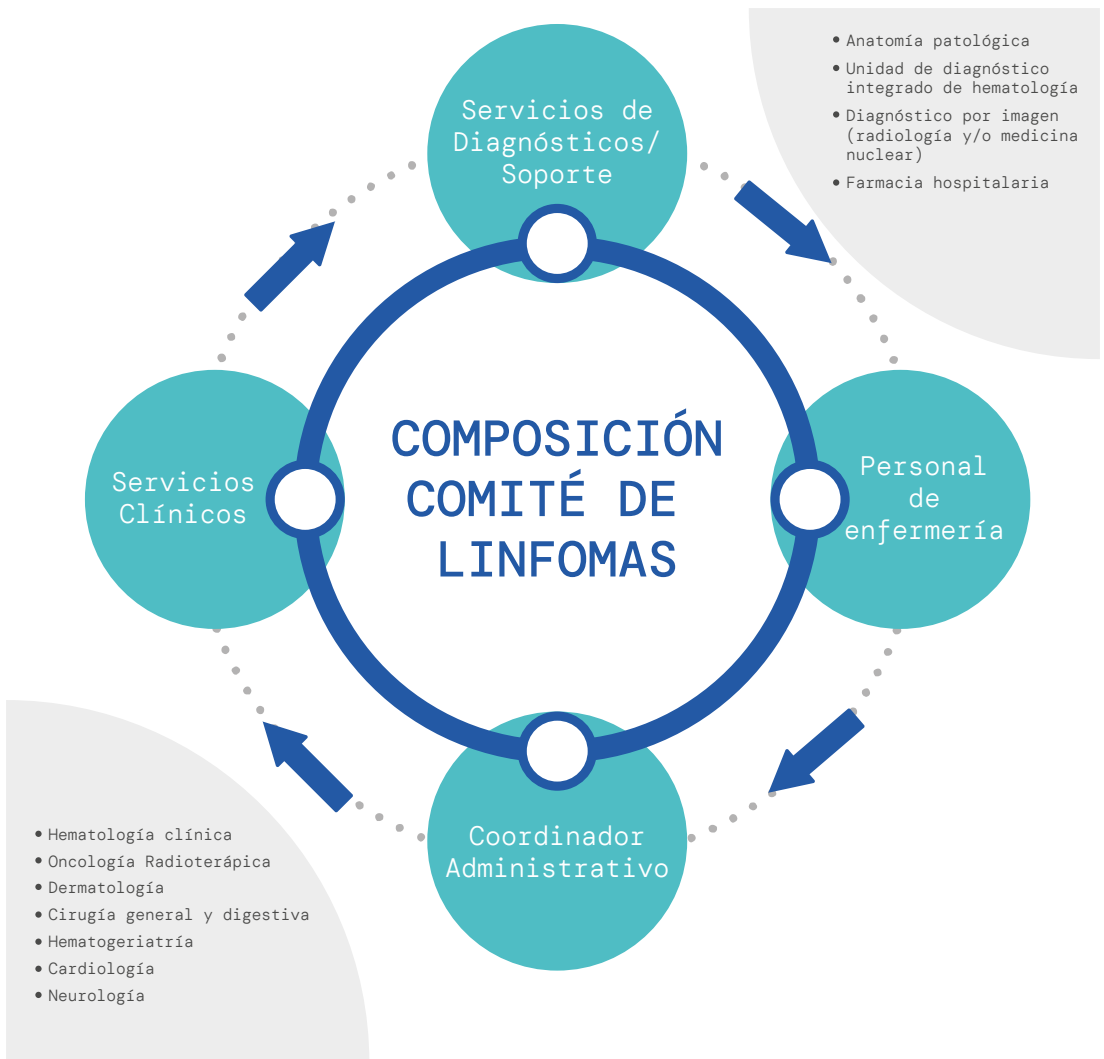 Anatomía patológica
Unidad de diagnóstico
integrado de hematología
Diagnóstico por imagen
(radiología y/o medicina
nuclear)
Farmacia hospitalaria
Servicios de
Diagnósticos/
Soporte
COMPOSICIÓN
COMITÉ DE
LINFOMAS
Servicios
Clínicos
Personal
de
enfermería
Coordinador
Administrativo
Hematología clínica
Oncología Radioterápica
Dermatología
Cirugía general y digestiva
Hematogeriatría
Cardiología
Neurología